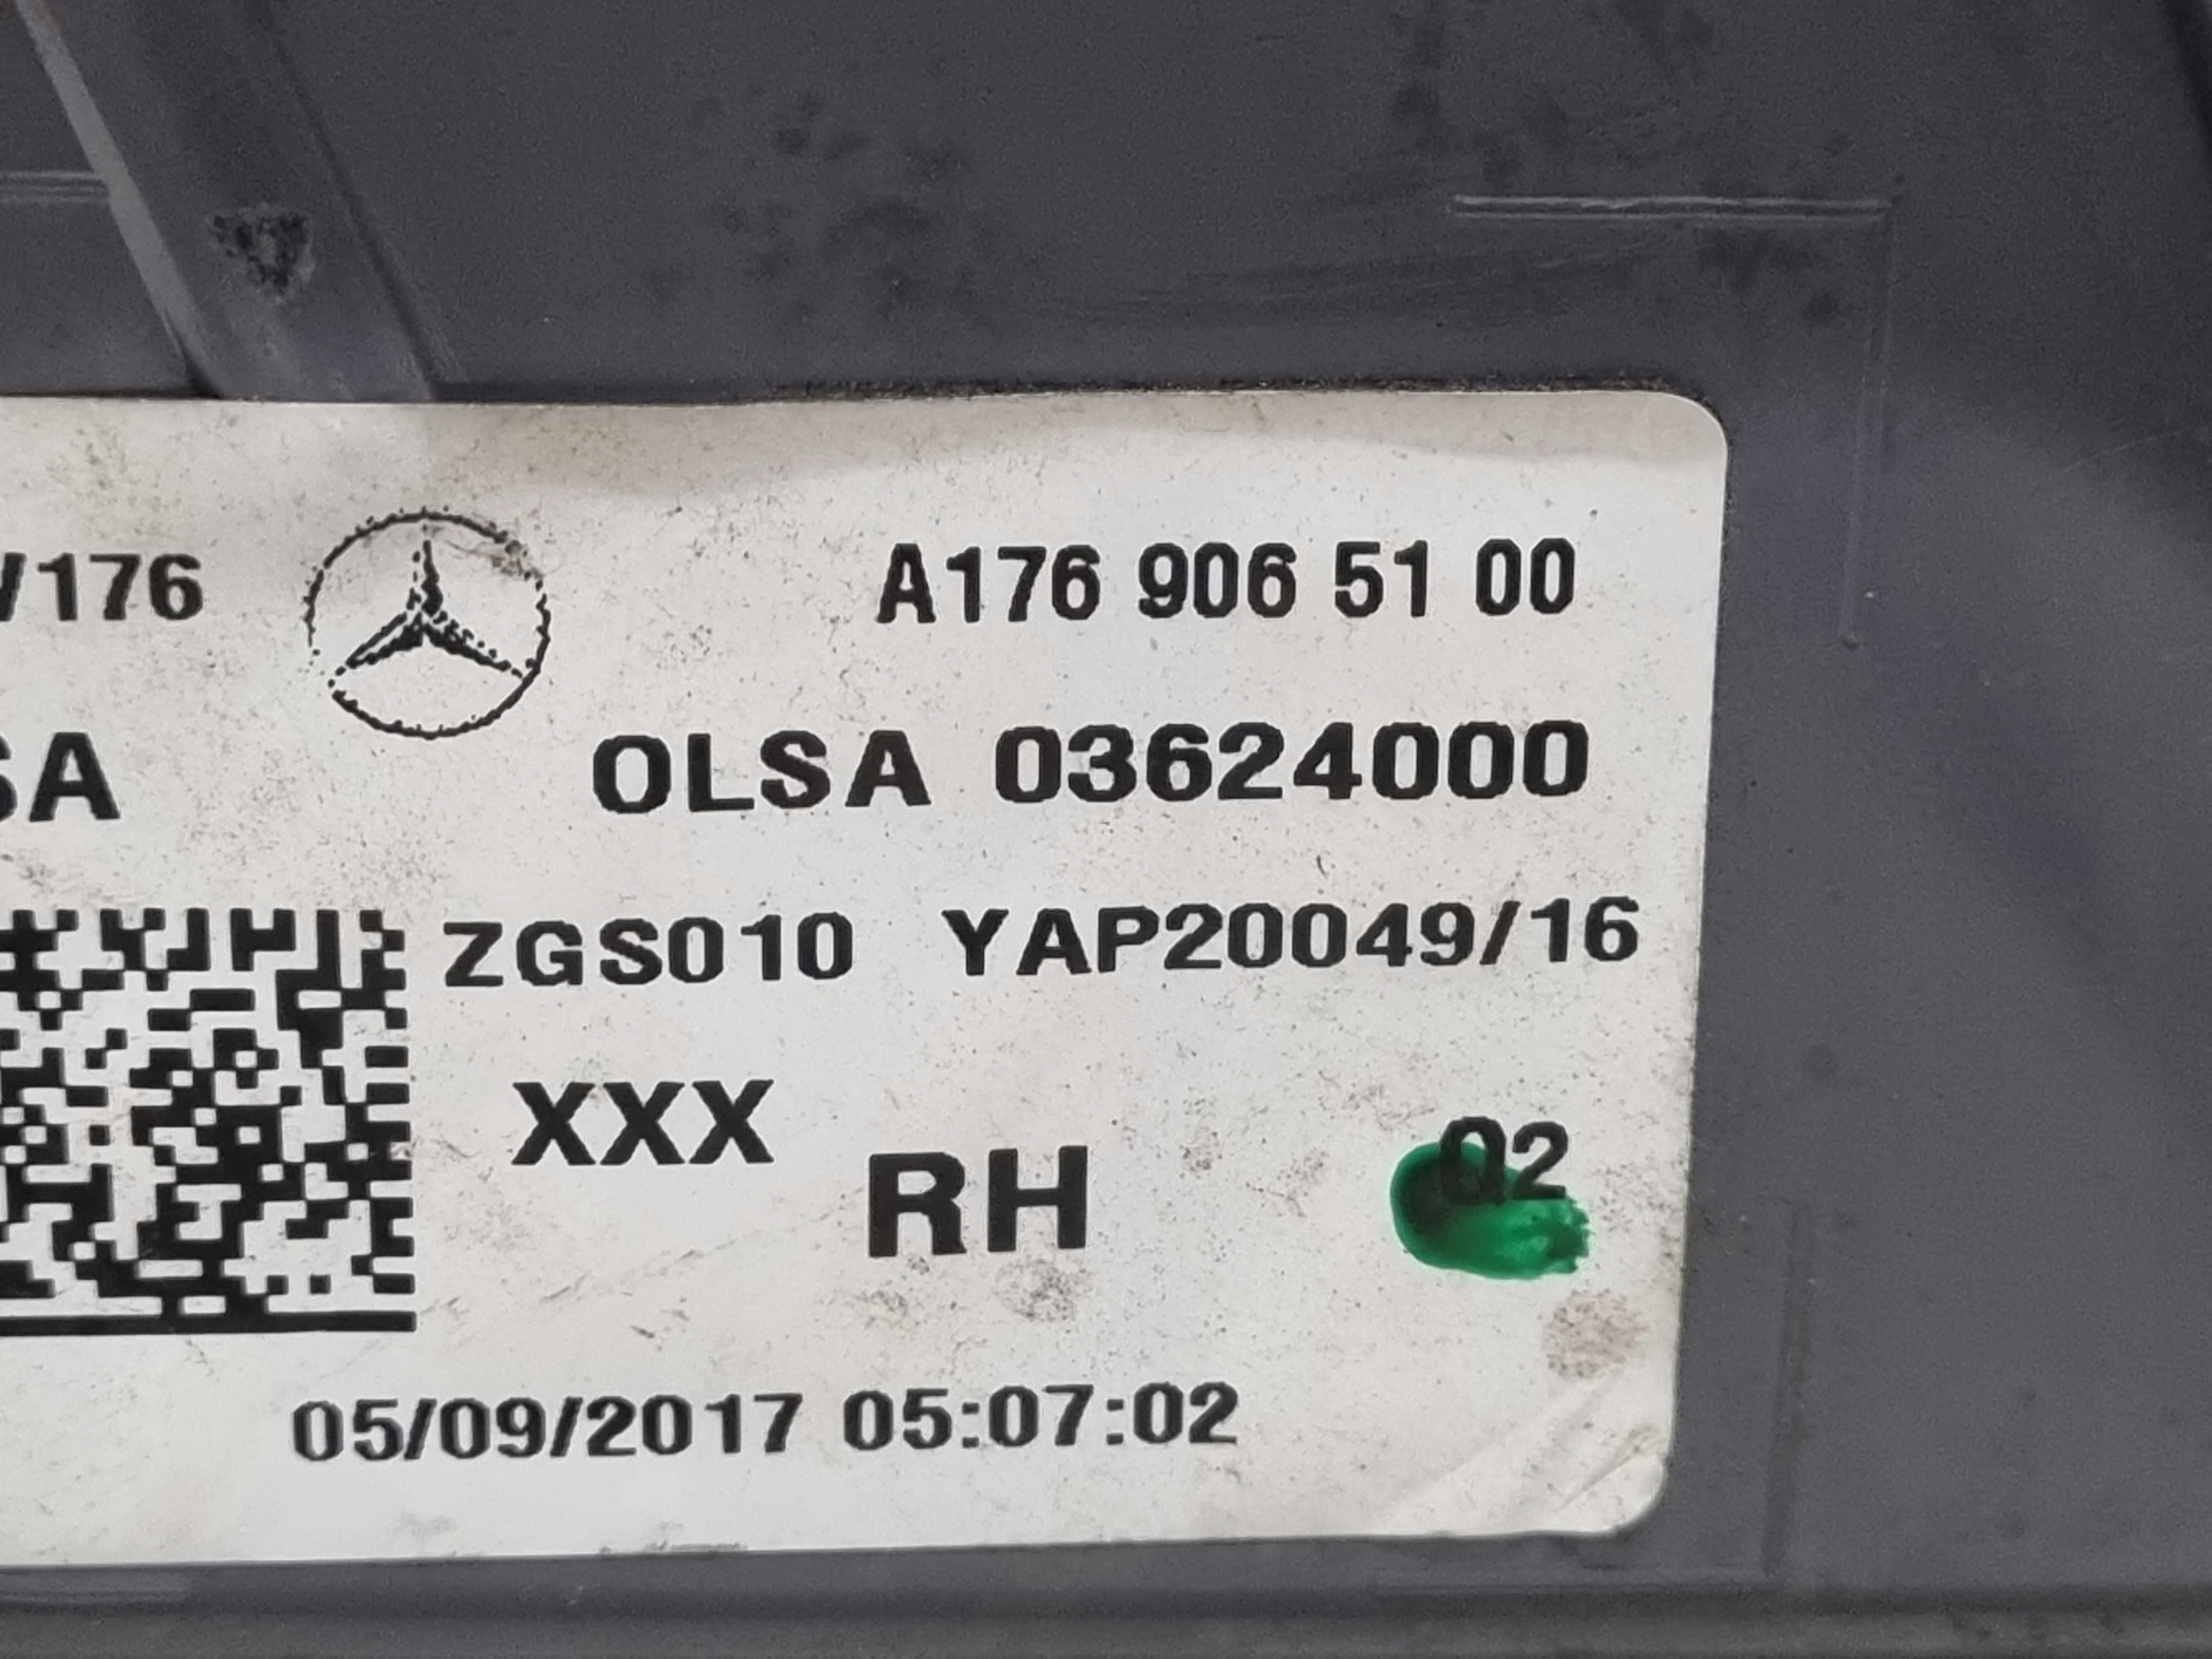 W176 A176 906 51 00
SA OLSA 03624000
ZGS010 YAP20049/16
XXX RH 02
05/09/2017 05:07:02